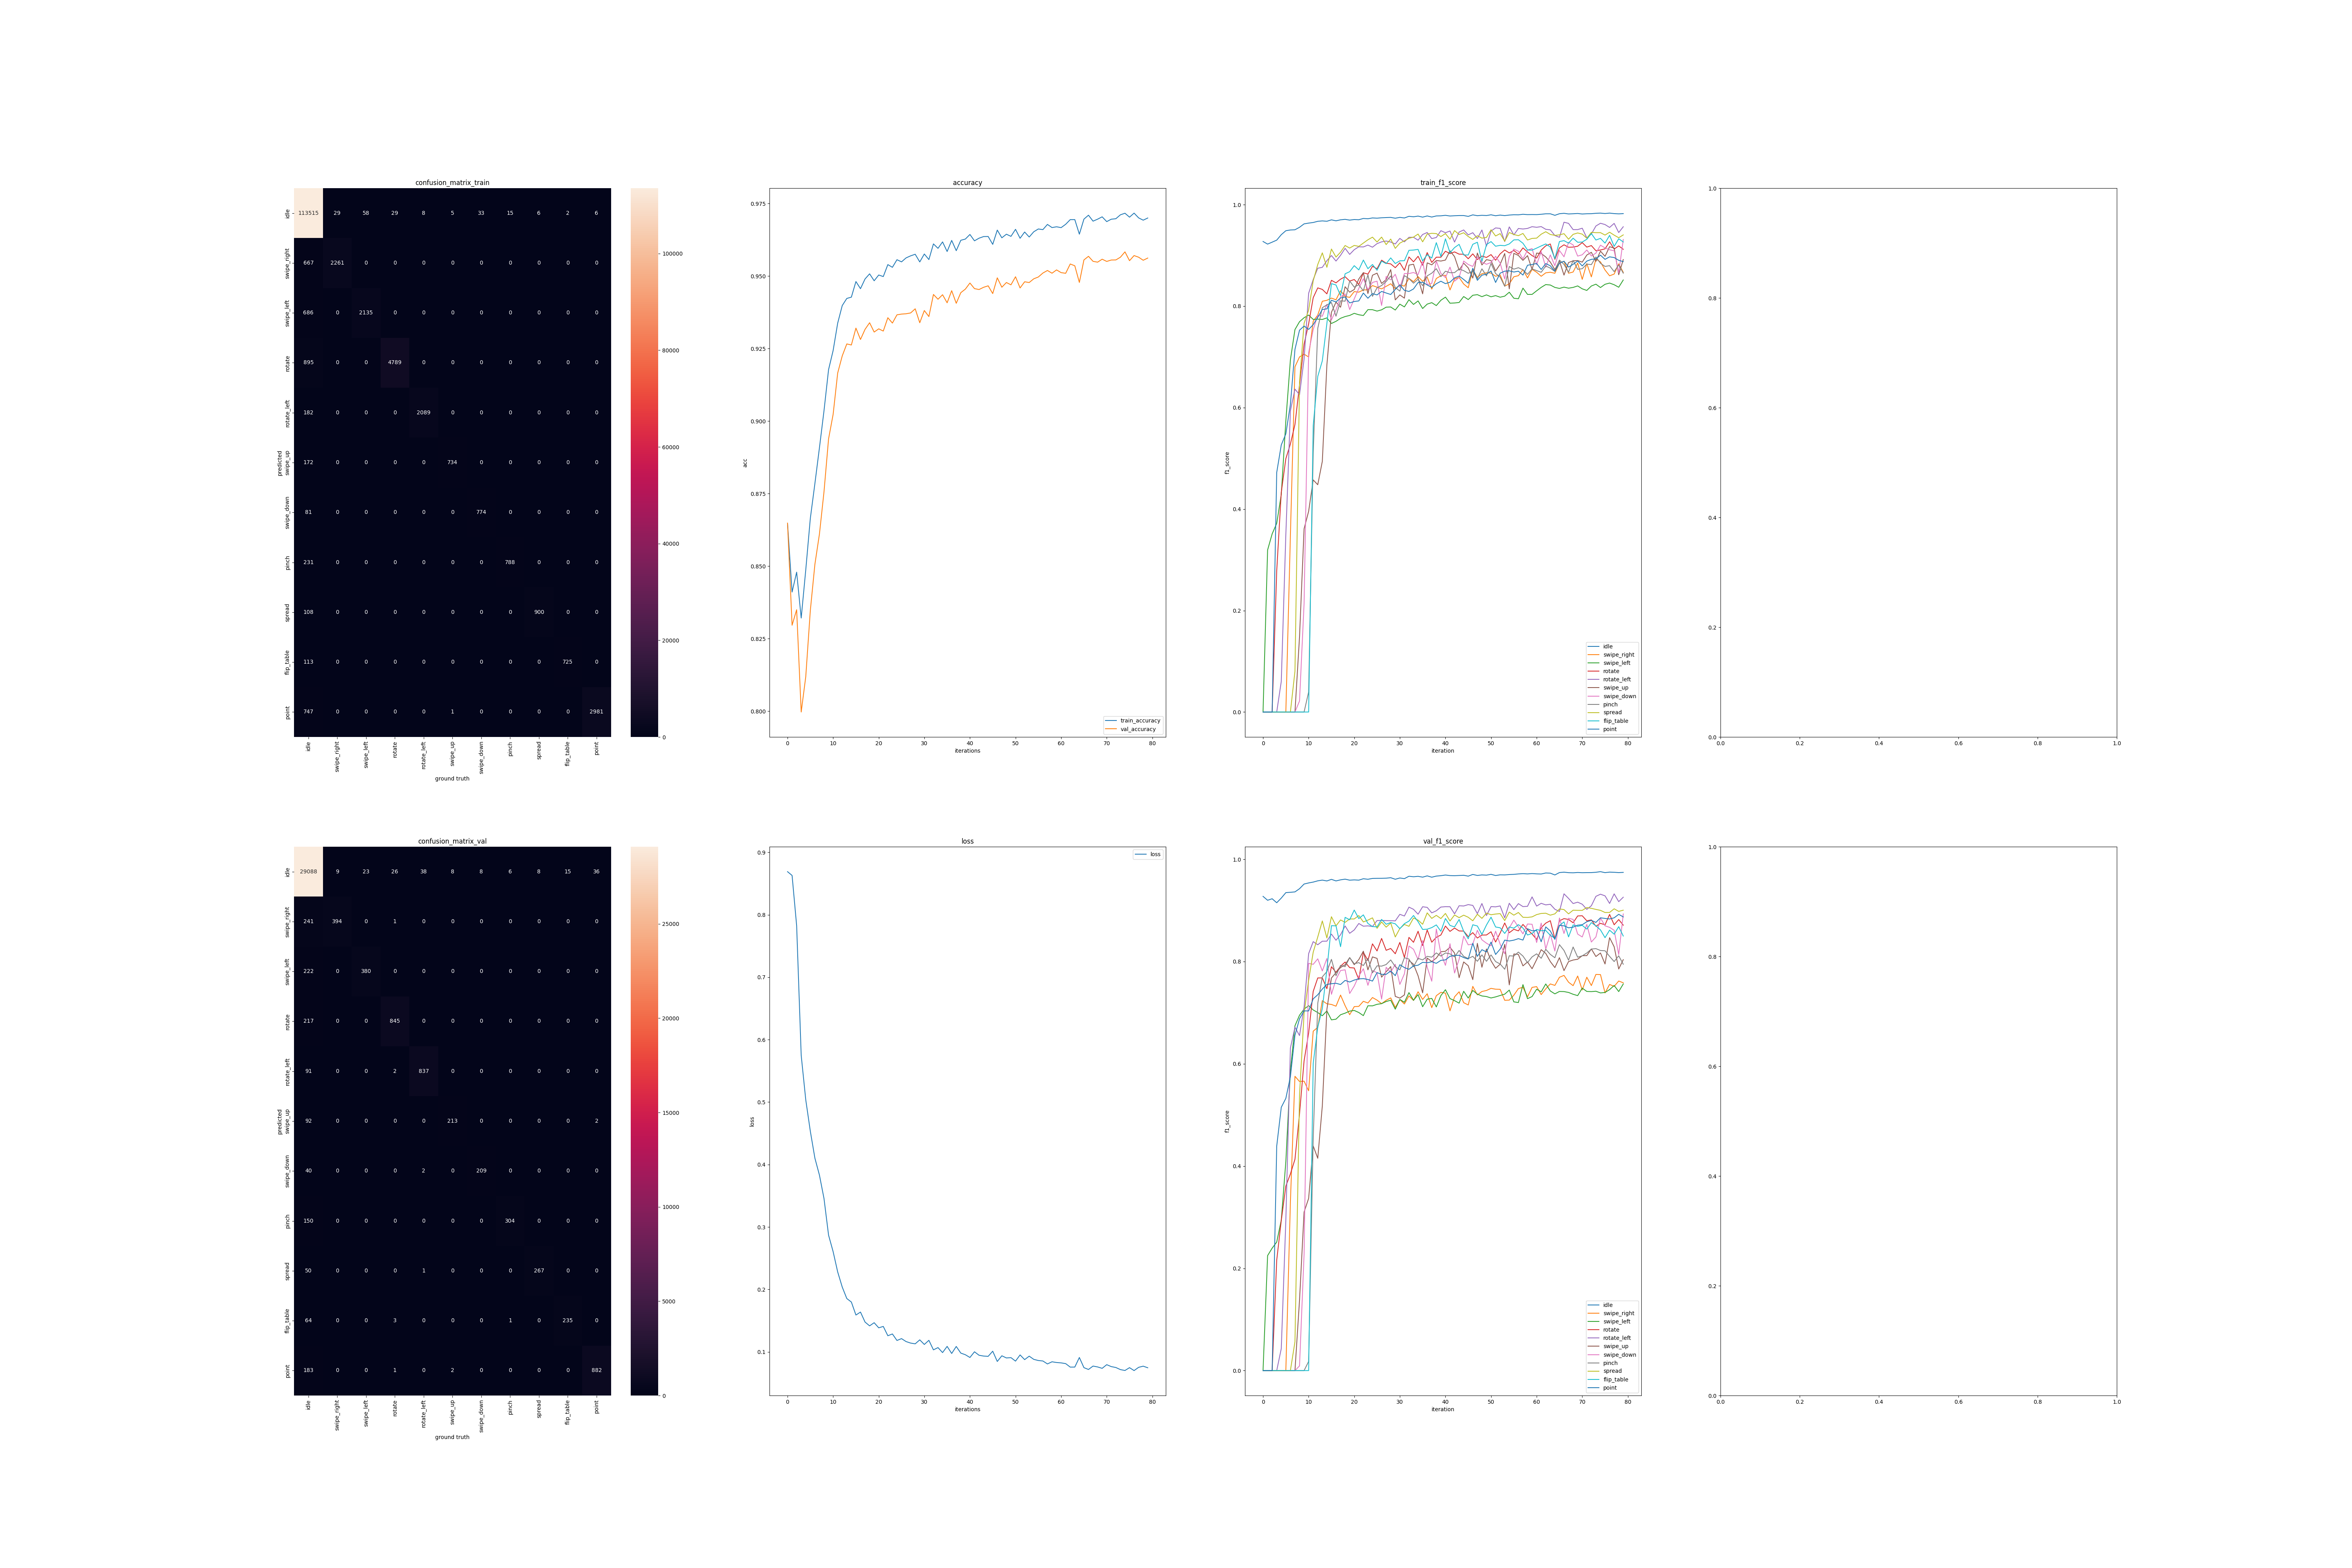 confusion_matrix_train
idle 113515 29 58 29 8 5 33 15 6 2 6
swipe_right 667 2261 0 0 0 0 0 0 0 0 0
swipe_left 686 0 2135 0 0 0 0 0 0 0 0
rotate 895 0 0 4789 0 0 0 0 0 0 0
rotate_left 182 0 0 0 2089 0 0 0 0 0 0
predicted
swipe_up 172 0 0 0 0 734 0 0 0 0 0
swipe_down 81 0 0 0 0 0 774 0 0 0 0
pinch 231 0 0 0 0 0 0 788 0 0 0
spread 108 0 0 0 0 0 0 0 900 0 0
flip_table 113 0 0 0 0 0 0 0 0 725 0
point 747 0 0 0 0 1 0 0 0 0 2981
idle swipe_right swipe_left rotate rotate_left swipe_up swipe_down pinch spread flip_table point
ground truth
100000
80000
60000
40000
20000
0
accuracy
0.975
0.950
0.925
0.900
0.875
0.850
0.825
0.800
acc
train_accuracy
val_accuracy
0 10 20 30 40 50 60 70 80
iterations
train_f1_score
1.0
0.8
0.6
0.4
0.2
0.0
f1_score
idle
swipe_right
swipe_left
rotate
rotate_left
swipe_up
swipe_down
pinch
spread
flip_table
point
0 10 20 30 40 50 60 70 80
iteration
1.0
0.8
0.6
0.4
0.2
0.0
0.0 0.2 0.4 0.6 0.8 1.0
confusion_matrix_val
idle 29088 9 23 26 38 8 8 6 8 15 36
swipe_right 241 394 0 1 0 0 0 0 0 0 0
swipe_left 222 0 380 0 0 0 0 0 0 0 0
rotate 217 0 0 845 0 0 0 0 0 0 0
rotate_left 91 0 0 2 837 0 0 0 0 0 0
predicted
swipe_up 92 0 0 0 0 213 0 0 0 0 2
swipe_down 40 0 0 0 2 0 209 0 0 0 0
pinch 150 0 0 0 0 0 0 304 0 0 0
spread 50 0 0 0 1 0 0 0 267 0 0
flip_table 64 0 0 3 0 0 0 1 0 235 0
point 183 0 0 1 0 2 0 0 0 0 882
idle swipe_right swipe_left rotate rotate_left swipe_up swipe_down pinch spread flip_table point
ground truth
25000
20000
15000
10000
5000
0
loss
0.9
0.8
0.7
0.6
0.5
0.4
0.3
0.2
0.1
loss
loss
0 10 20 30 40 50 60 70 80
iterations
val_f1_score
1.0
0.8
0.6
0.4
0.2
0.0
f1_score
idle
swipe_right
swipe_left
rotate
rotate_left
swipe_up
swipe_down
pinch
spread
flip_table
point
0 10 20 30 40 50 60 70 80
iteration
1.0
0.8
0.6
0.4
0.2
0.0
0.0 0.2 0.4 0.6 0.8 1.0